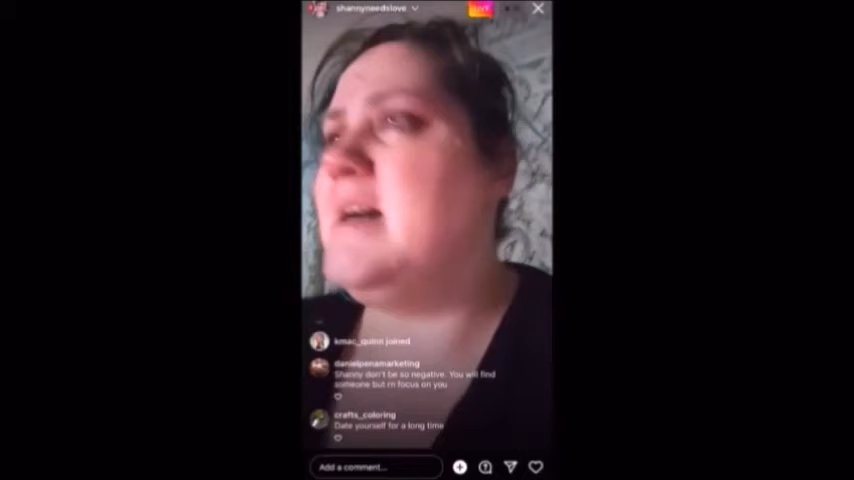 shannyneedslove
LIVE
kmac_quinn joined
danielpenamarketing
Shanny don't be so negative. You will find
someone but rn focus on you
crafts_coloring
Date yourself for a long time
Add a comment...